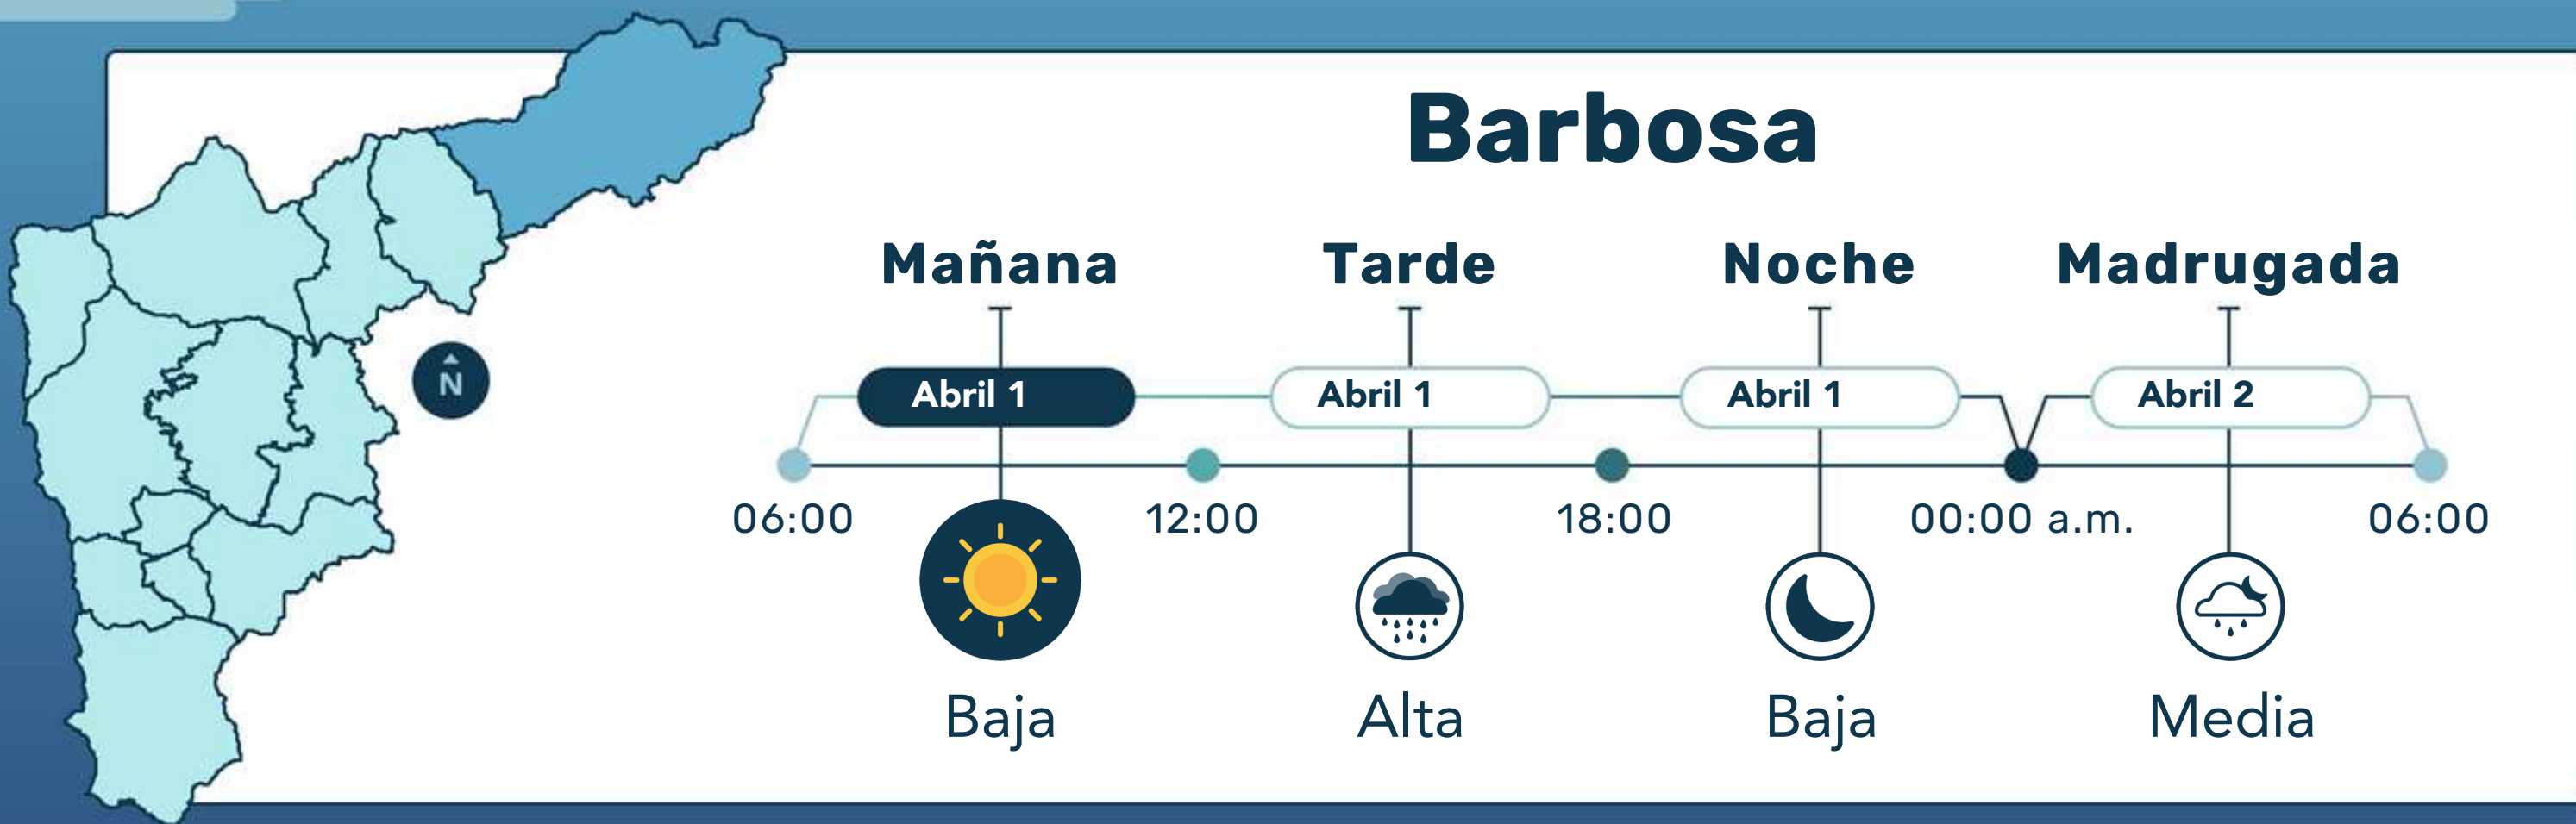 Barbosa
Mañana Tarde Noche Madrugada
Abril 1 Abril 1 Abril 1 Abril 2
N
06:00 12:00 18:00 00:00 a.m. 06:00
Baja Alta Baja Media